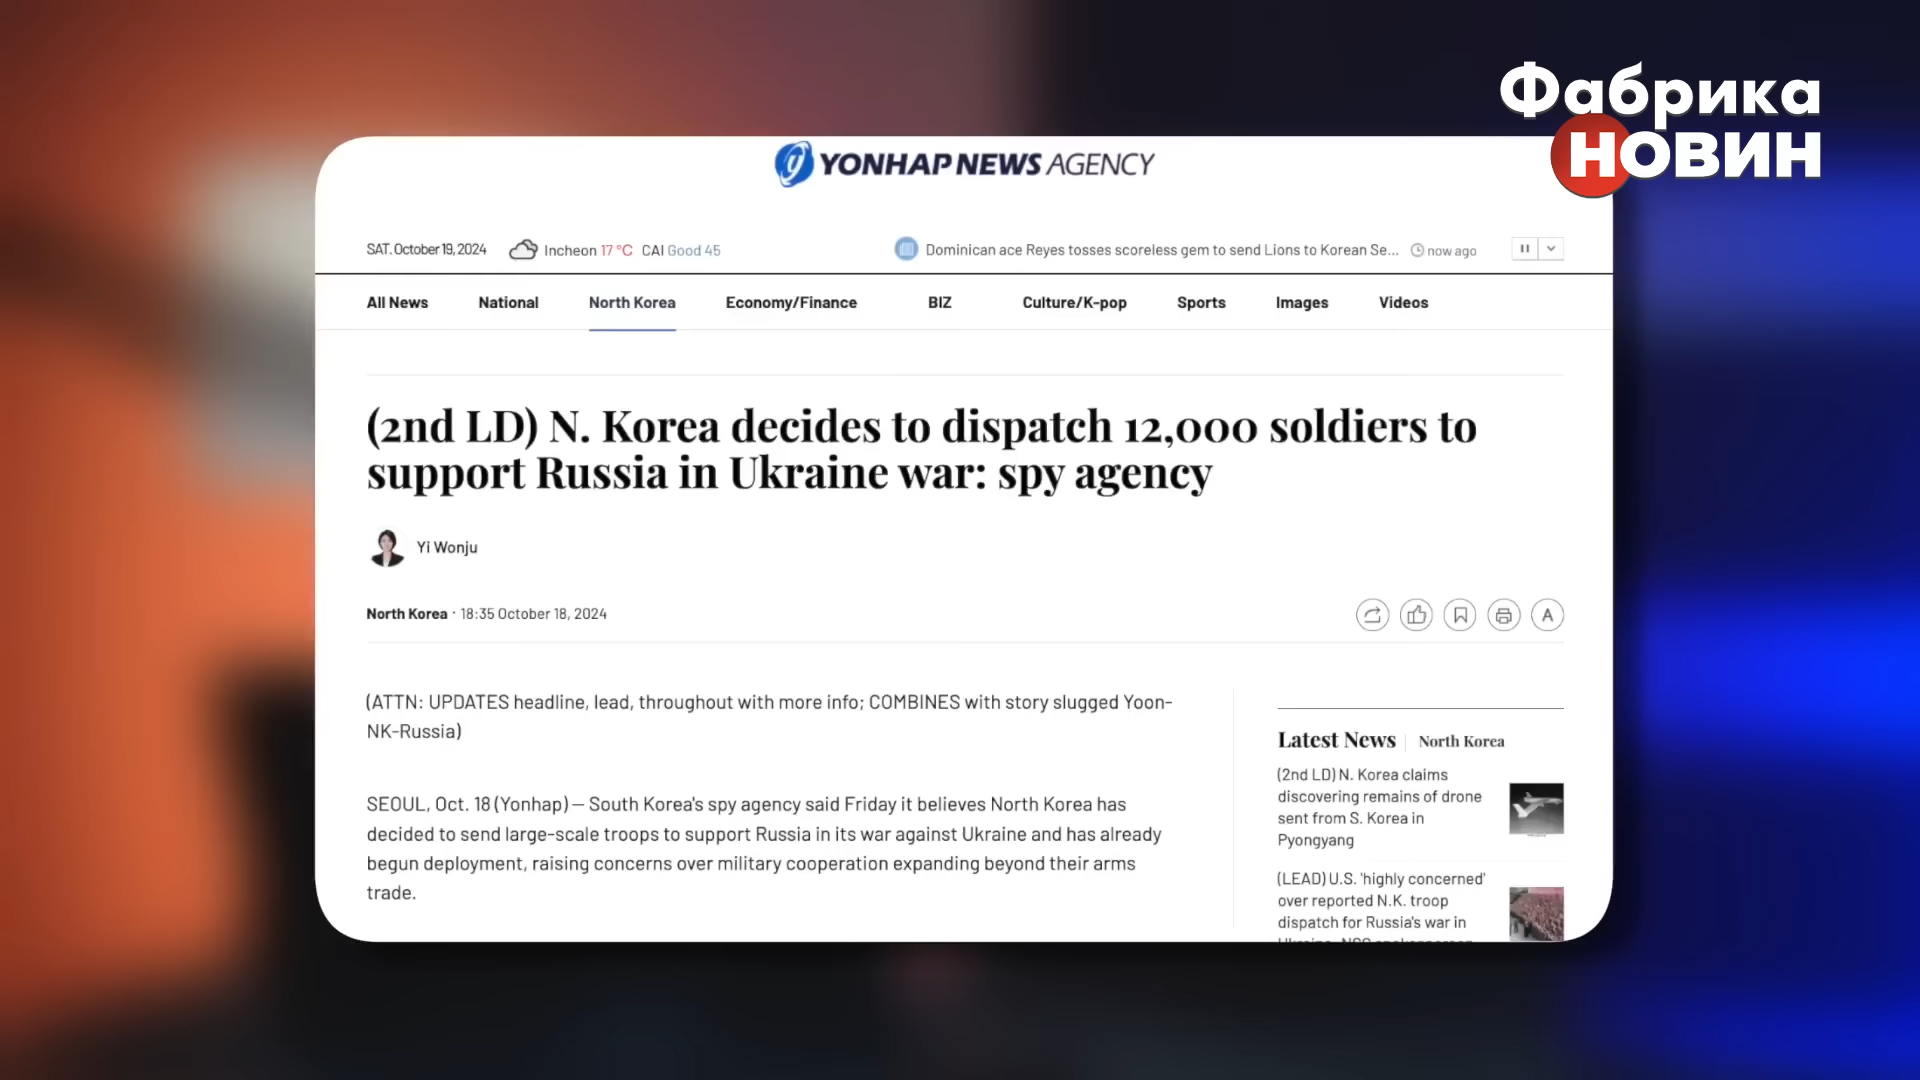 Фабрика
НОВИН
YONHAP NEWS AGENCY
SAT. October 19, 2024
Incheon 17 °C CAI Good 45
Dominican ace Reyes tosses scoreless gem to send Lions to Korean Se...
now ago
All News National North Korea Economy/Finance BIZ Culture/K-pop Sports Images Videos
(2nd LD) N. Korea decides to dispatch 12,000 soldiers to
support Russia in Ukraine war: spy agency
Yi Wonju
North Korea · 18:35 October 18, 2024
A
(ATTN: UPDATES headline, lead, throughout with more info; COMBINES with story slugged Yoon-
NK-Russia)
SEOUL, Oct. 18 (Yonhap) — South Korea's spy agency said Friday it believes North Korea has
decided to send large-scale troops to support Russia in its war against Ukraine and has already
begun deployment, raising concerns over military cooperation expanding beyond their arms
trade.
Latest News North Korea
(2nd LD) N. Korea claims
discovering remains of drone
sent from S. Korea in
Pyongyang
(LEAD) U.S. 'highly concerned'
over reported N.K. troop
dispatch for Russia's war in